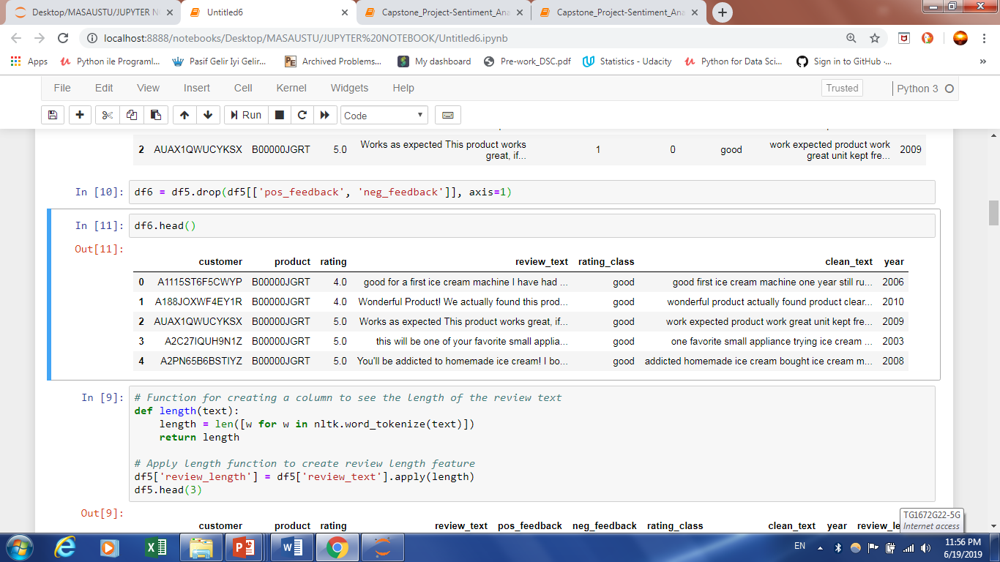 Desktop/MASAUSTU/JUPYTER N
Untitled6
Capstone_Project-Sentiment_Ana
Capstone_Project-Sentiment_Ana
localhost:8888/notebooks/Desktop/MASAUSTU/JUPYTER%20NOTEBOOK/Untitled6.ipynb
Apps Python ile Programl... Pasif Gelir Iyi Gelir... Archived Problems... My dashboard Pre-work_DSC.pdf Statistics - Udacity Python for Data Sci... Sign in to GitHub ·... »
File Edit View Insert Cell Kernel Widgets Help Trusted Python 3
Run Code
2 AUAX1QWUCYKSX B00000JGRT 5.0 Works as expected This product works great, if... 1 0 good work expected product work great unit kept fre... 2009
In [10]: df6 = df5.drop(df5[['pos_feedback', 'neg_feedback']], axis=1)
In [11]: df6.head()
Out[11]:
customer product rating review_text rating_class clean_text year
0 A1115ST6F5CWYP B00000JGRT 4.0 good for a first ice cream machine I have had ... good good first ice cream machine one year still ru... 2006
1 A188JOXWF4EY1R B00000JGRT 4.0 Wonderful Product! We actually found this prod... good wonderful product actually found product clear... 2010
2 AUAX1QWUCYKSX B00000JGRT 5.0 Works as expected This product works great, if... good work expected product work great unit kept fre... 2009
3 A2C27IQUH9N1Z B00000JGRT 5.0 this will be one of your favorite small applia... good one favorite small appliance trying ice cream ... 2003
4 A2PN65B6BSTIYZ B00000JGRT 5.0 You'll be addicted to homemade ice cream! I bo... good addicted homemade ice cream bought ice cream m... 2008
In [9]: # Function for creating a column to see the length of the review text
def length(text):
    length = len([w for w in nltk.word_tokenize(text)])
    return length
# Apply length function to create review length feature
df5['review_length'] = df5['review_text'].apply(length)
df5.head(3)
Out[9]:
customer product rating review_text pos_feedback neg_feedback rating_class clean_text year review_le
TG1672G22-5G
Internet access
EN 11:56 PM
6/19/2019